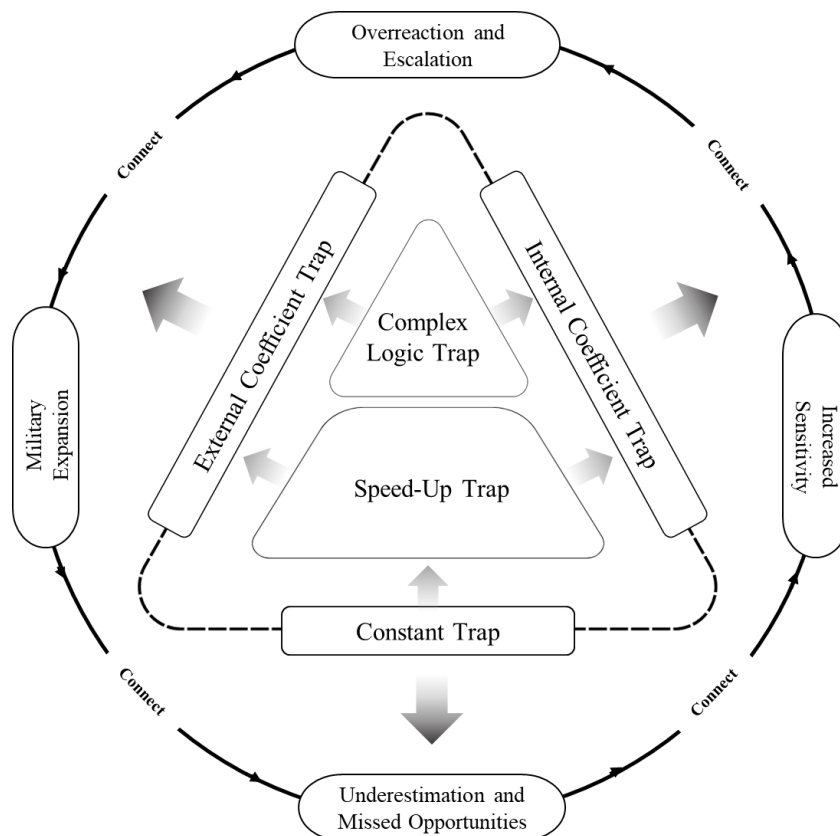 Overreaction and
Escalation
Connect
Connect
External Coefficient Trap
Internal Coefficient Trap
Complex
Logic Trap
Military
Expansion
Increased
Sensitivity
Speed-Up Trap
Constant Trap
Connect
Connect
Underestimation and
Missed Opportunities